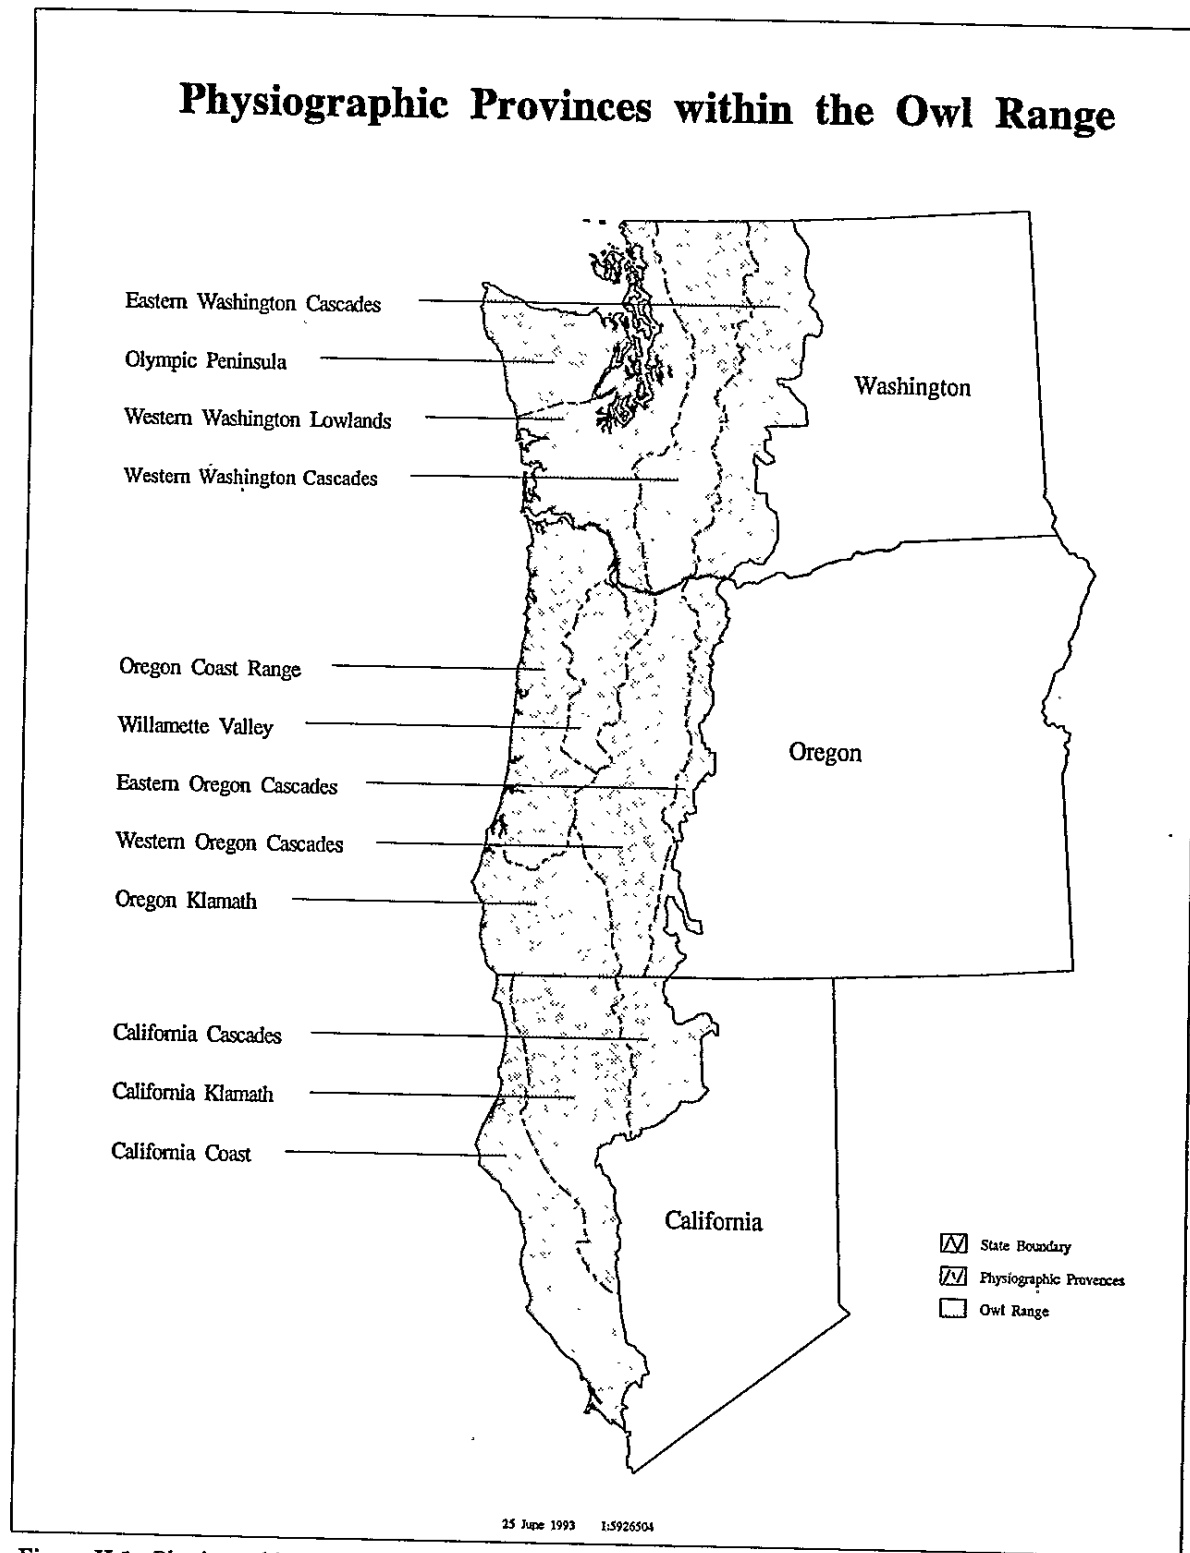 Physiographic Provinces within the Owl Range
Eastern Washington Cascades
Olympic Peninsula
Western Washington Lowlands
Western Washington Cascades
Washington
Oregon Coast Range
Willamette Valley
Oregon
Eastern Oregon Cascades
Western Oregon Cascades
Oregon Klamath
California Cascades
California Klamath
California Coast
California
State Boundary
Physiographic Provences
Owl Range
25 June 1993 1:5926504